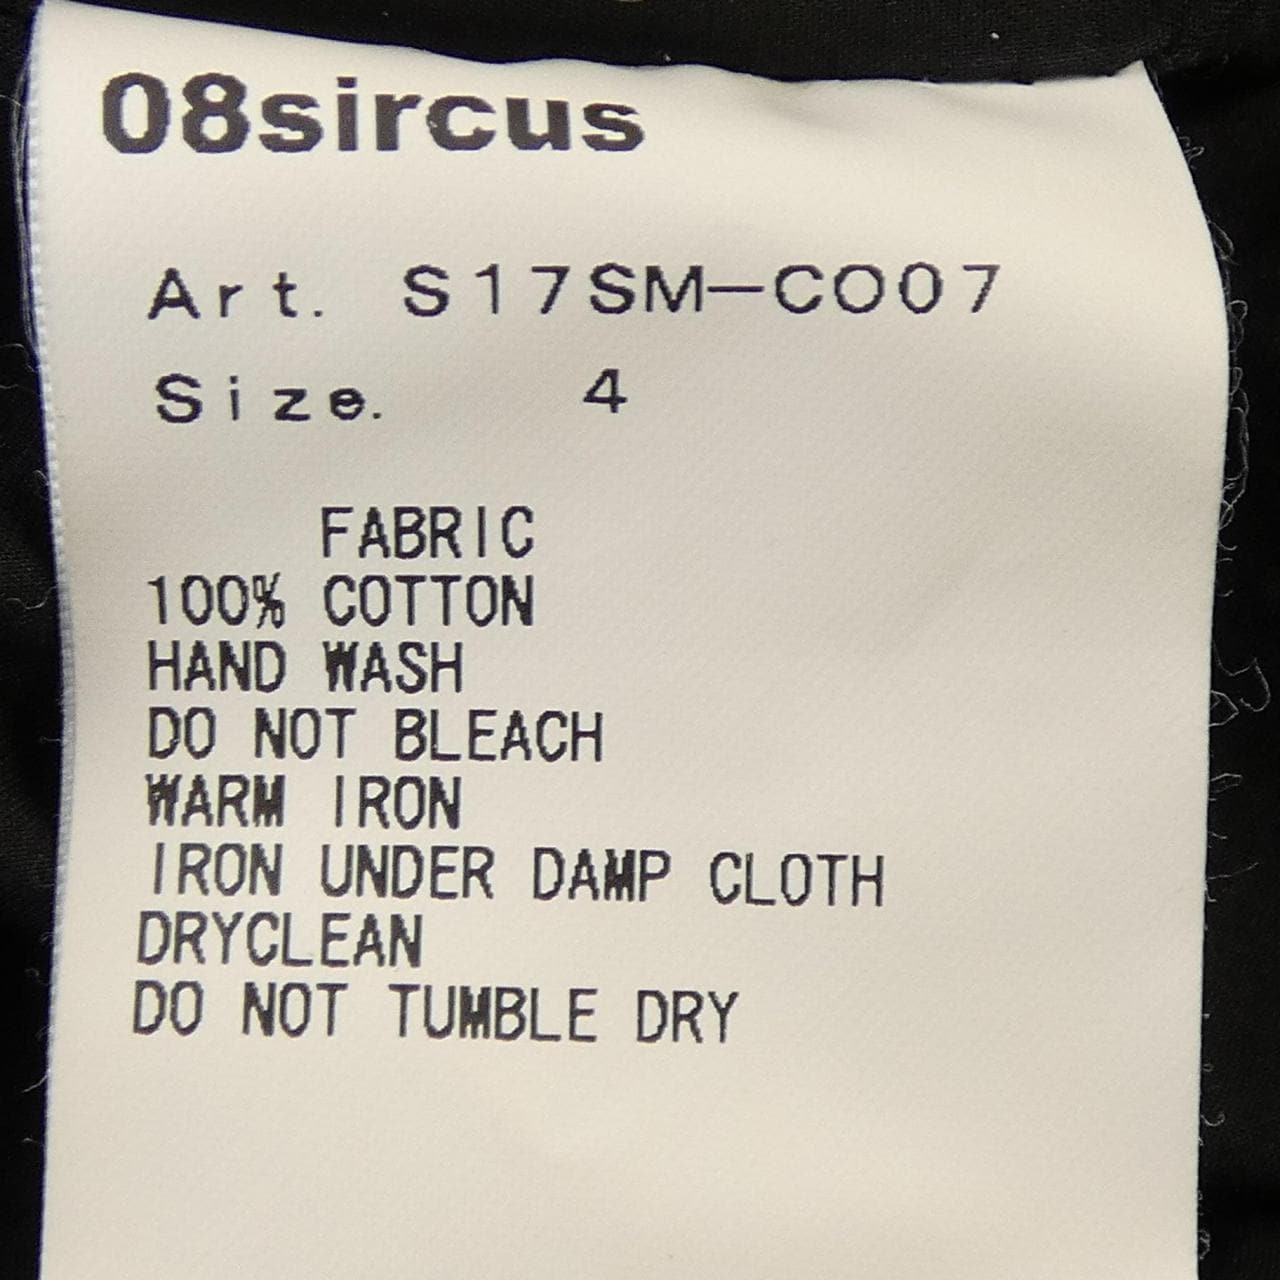 08sircus
Art. S17SM-CO07
Size. 4
FABRIC
100% COTTON
HAND WASH
DO NOT BLEACH
WARM IRON
IRON UNDER DAMP CLOTH
DRYCLEAN
DO NOT TUMBLE DRY